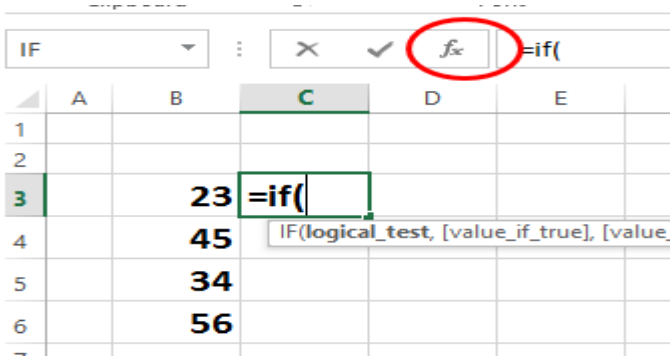 IF fx =if(
A B C D E
1
2
3 23 =if(
4 45 IF(logical_test, [value_if_true], [value_
5 34
6 56